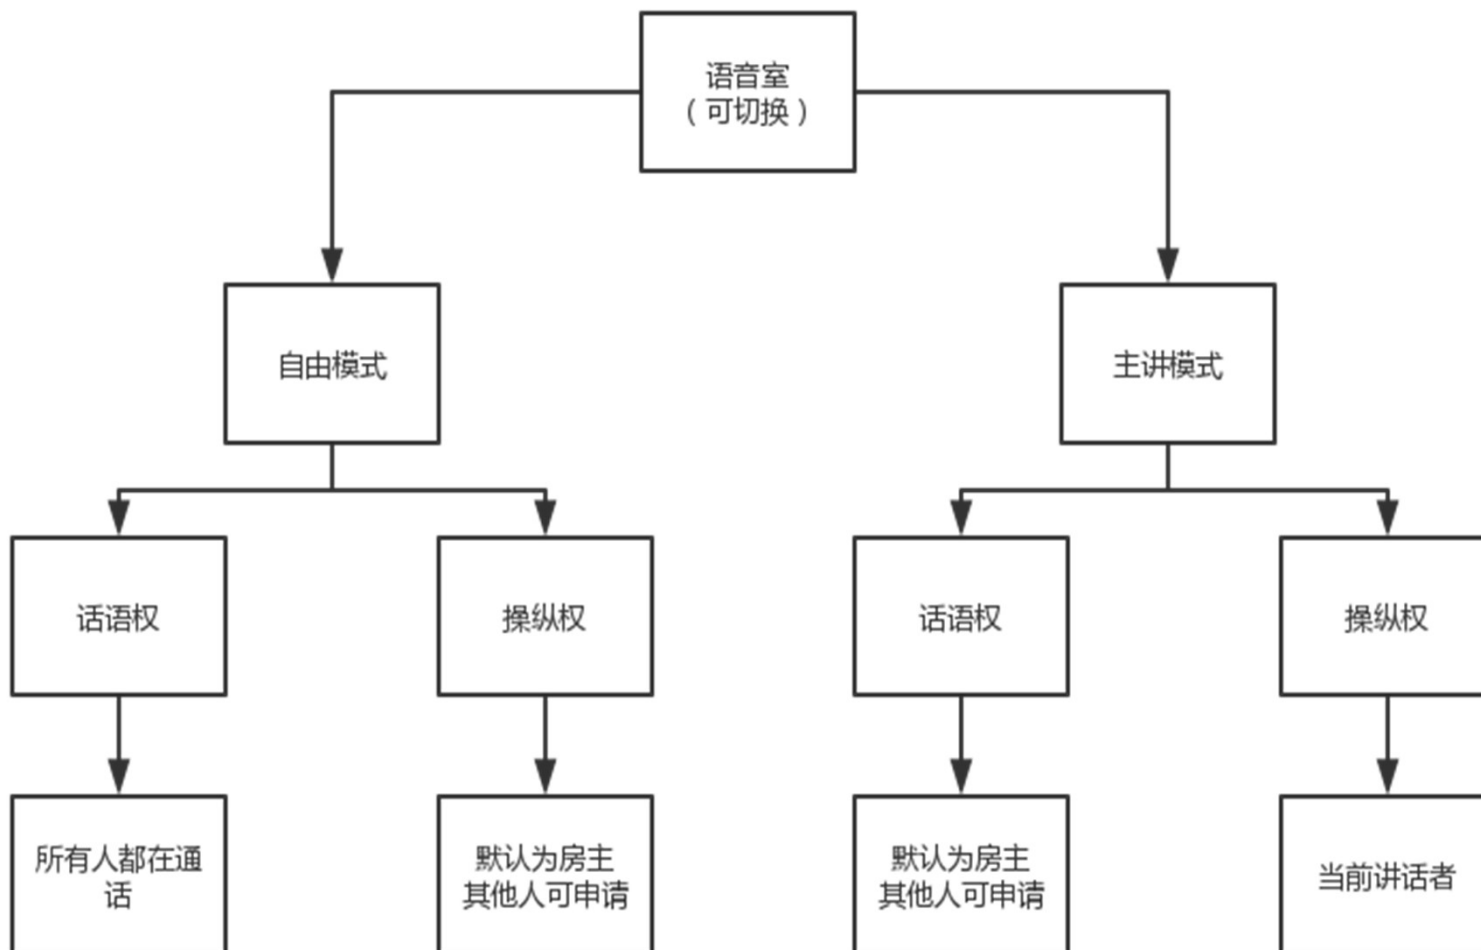 语音室
（可切换）
自由模式
主讲模式
话语权
操纵权
话语权
操纵权
所有人都在通
话
默认为房主
其他人可申请
默认为房主
其他人可申请
当前讲话者